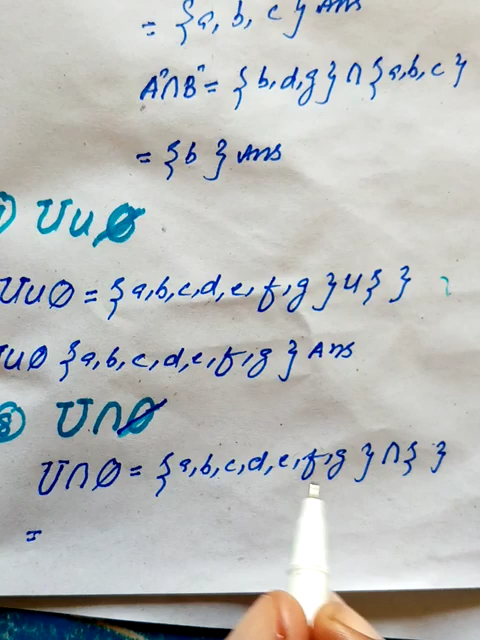 = {a, b, c} Ans
A"∩B" = {b,d,g} ∩ {a,b,c}
= {b} Ans
U∪Ø
U∪Ø = {a,b,c,d,e,f,g} ∪ { }
U∪Ø {a,b,c,d,e,f,g} Ans
U∩Ø
U∩Ø = {a,b,c,d,e,f,g} ∩ { }
=